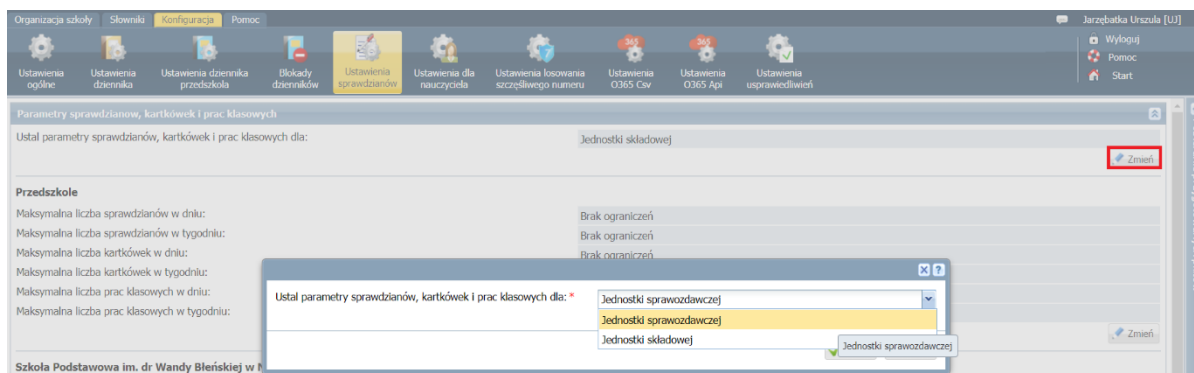 Organizacja szkoły Słowniki Konfiguracja Pomoc Jarzębatka Urszula [UJ]
Wyloguj
Pomoc
Start
Ustawienia ogólne
Ustawienia dziennika
Ustawienia dziennika przedszkola
Blokady dzienników
Ustawienia sprawdzianów
Ustawienia dla nauczyciela
Ustawienia losowania szczęśliwego numeru
Ustawienia O365 Csv
Ustawienia O365 Api
Ustawienia usprawiedliwień
Parametry sprawdzianow, kartkówek i prac klasowych
Ustal parametry sprawdzianów, kartkówek i prac klasowych dla: Jednostki składowej
Zmień
Przedszkole
Maksymalna liczba sprawdzianów w dniu: Brak ograniczeń
Maksymalna liczba sprawdzianów w tygodniu: Brak ograniczeń
Maksymalna liczba kartkówek w dniu: Brak ograniczeń
Maksymalna liczba kartkówek w tygodniu:
Maksymalna liczba prac klasowych w dniu:
Maksymalna liczba prac klasowych w tygodniu:
Zmień
Ustal parametry sprawdzianów, kartkówek i prac klasowych dla: * Jednostki sprawozdawczej
Jednostki sprawozdawczej
Jednostki składowej
Jednostki sprawozdawczej
Szkoła Podstawowa im. dr Wandy Błeńskiej w